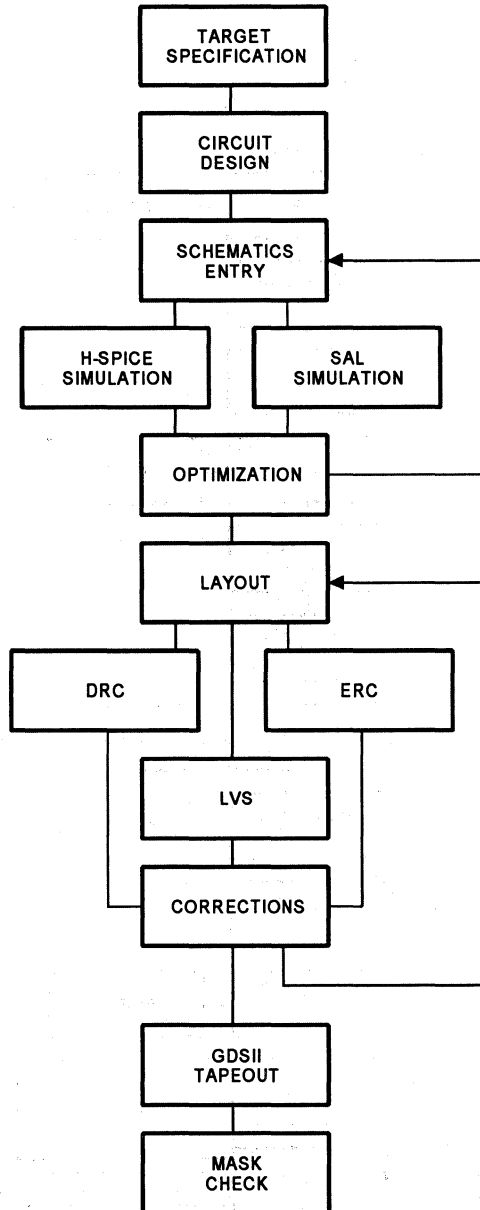 TARGET
SPECIFICATION
CIRCUIT
DESIGN
SCHEMATICS
ENTRY
H-SPICE
SIMULATION
SAL
SIMULATION
OPTIMIZATION
LAYOUT
DRC
ERC
LVS
CORRECTIONS
GDSII
TAPEOUT
MASK
CHECK